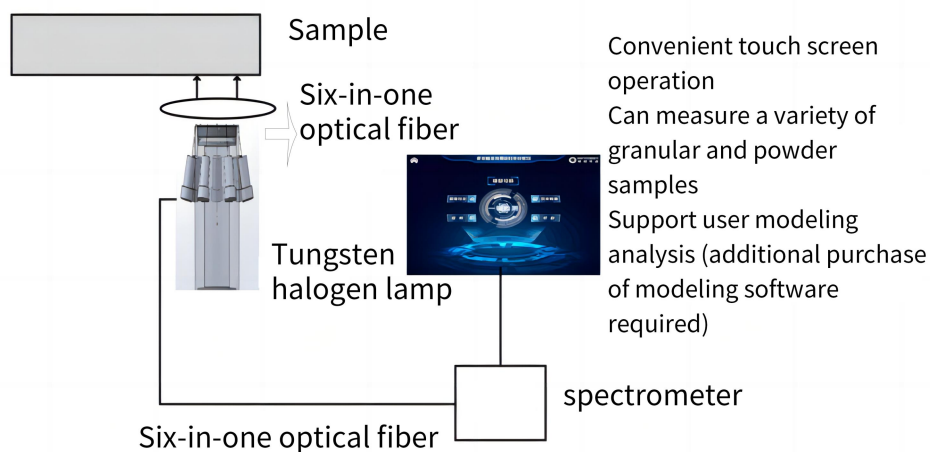 Sample
Six-in-one
optical fiber
Tungsten
halogen lamp
Convenient touch screen
operation
Can measure a variety of
granular and powder
samples
Support user modeling
analysis (additional purchase
of modeling software
required)
spectrometer
Six-in-one optical fiber